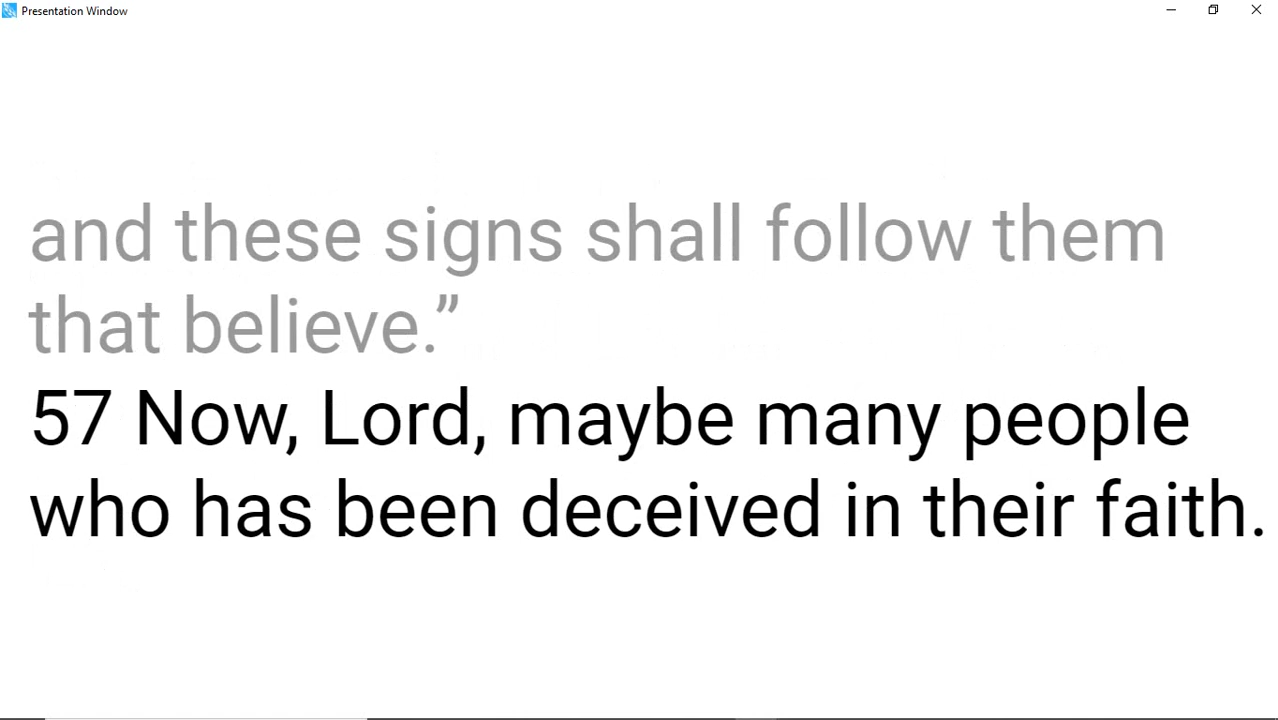 Presentation Window
and these signs shall follow them
that believe.”
57 Now, Lord, maybe many people
who has been deceived in their faith.